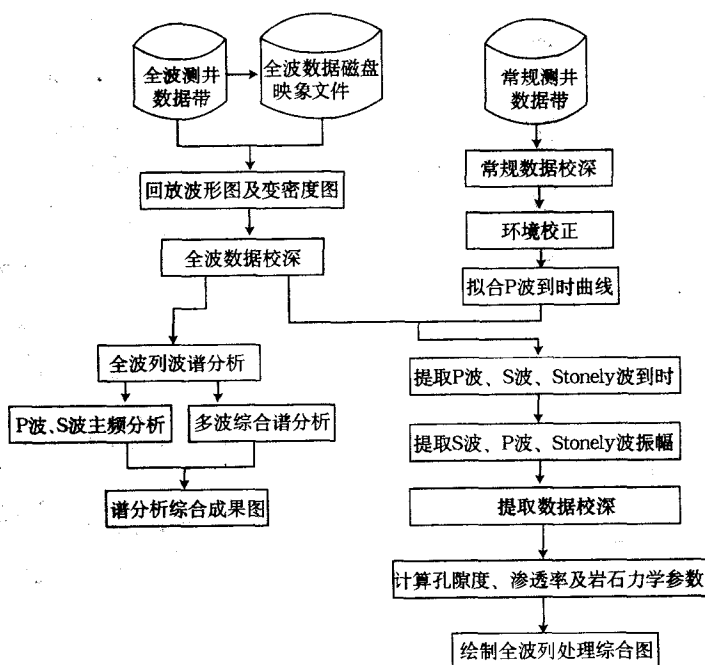 全波测井
数据带
全波数据磁盘
映象文件
常规测井
数据带
回放波形图及变密度图
全波数据校深
常规数据校深
环境校正
拟合P波到时曲线
全波列波谱分析
P波、S波主频分析
多波综合谱分析
谱分析综合成果图
提取P波、S波、Stonely波到时
提取S波、P波、Stonely波振幅
提取数据校深
计算孔隙度、渗透率及岩石力学参数
绘制全波列处理综合图